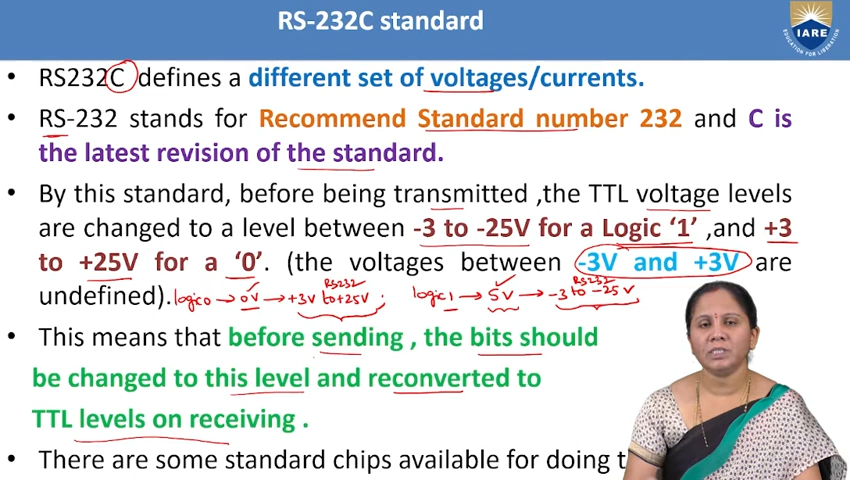 RS-232C standard
IARE
EDUCATION FOR LIBERATION
• RS232C defines a different set of voltages/currents.
• RS-232 stands for Recommend Standard number 232 and C is
the latest revision of the standard.
• By this standard, before being transmitted ,the TTL voltage levels
are changed to a level between -3 to -25V for a Logic ‘1’ ,and +3
to +25V for a ‘0’. (the voltages between -3V and +3V are
undefined).
RS232 RS232
logic0 → 0V → +3V to +25V. logic1 → 5V → -3 to -25V
• This means that before sending , the bits should
be changed to this level and reconverted to
TTL levels on receiving .
• There are some standard chips available for doing t